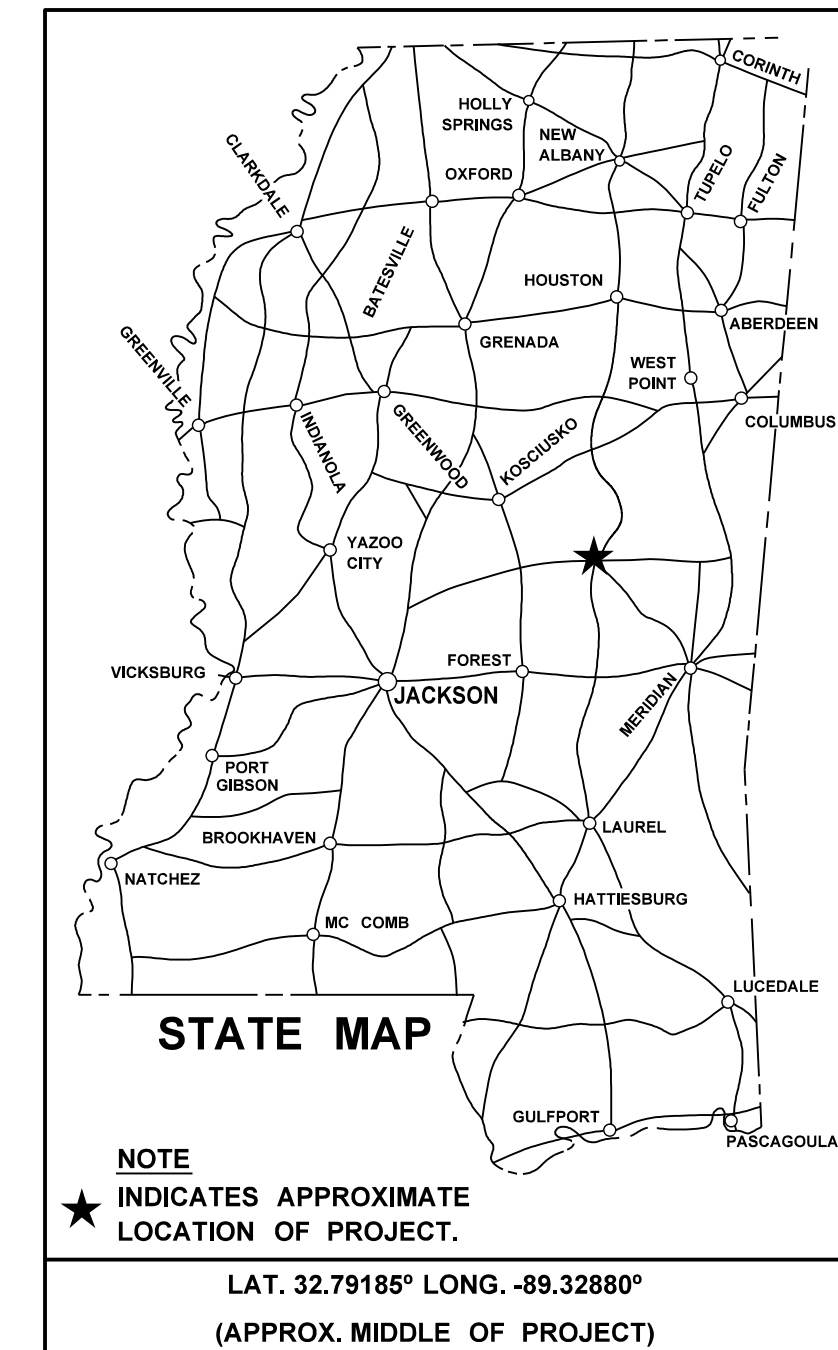 CORINTH
HOLLY
SPRINGS
NEW
ALBANY
CLARKDALE
OXFORD
TUPELO
FULTON
BATESVILLE
HOUSTON
GREENVILLE
GRENADA
ABERDEEN
WEST
POINT
INDIANOLA
GREENWOOD
KOSCIUSKO
COLUMBUS
YAZOO
CITY
VICKSBURG
FOREST
JACKSON
MERIDIAN
PORT
GIBSON
BROOKHAVEN
LAUREL
NATCHEZ
HATTIESBURG
MC COMB
LUCEDALE
STATE MAP
GULFPORT
PASCAGOULA
NOTE
INDICATES APPROXIMATE
LOCATION OF PROJECT.
LAT. 32.79185º LONG. -89.32880º
(APPROX. MIDDLE OF PROJECT)